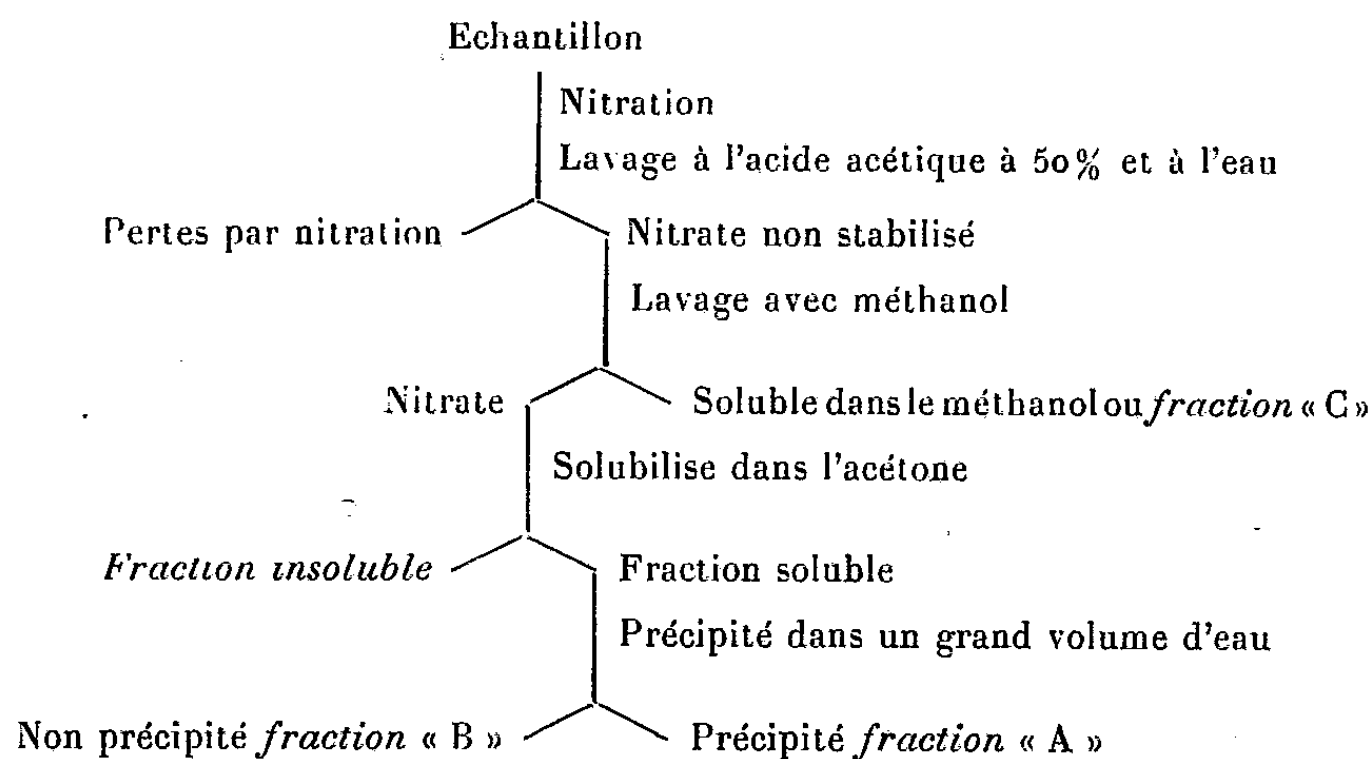 Echantillon
Nitration
Lavage à l'acide acétique à 50% et à l'eau
Pertes par nitration Nitrate non stabilisé
Lavage avec méthanol
Nitrate Soluble dans le méthanol ou fraction « C »
Solubilise dans l'acétone
Fraction insoluble Fraction soluble
Précipité dans un grand volume d'eau
Non précipité fraction « B » Précipité fraction « A »